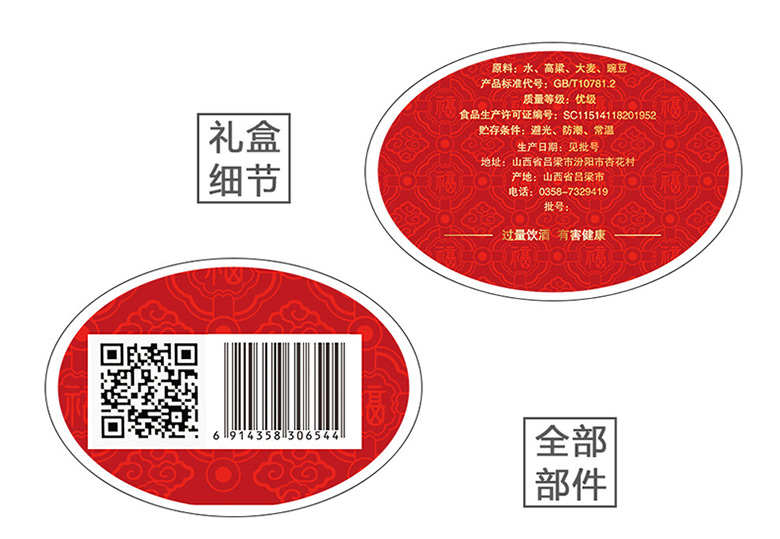 礼盒
细节
原料：水、高粱、大麦、豌豆
产品标准代号：GB/T10781.2
质量等级：优级
食品生产许可证编号：SC11514118201952
贮存条件：避光、防潮、常温
生产日期：见批号
地址：山西省吕梁市汾阳市杏花村
产地：山西省吕梁市
电话：0358-7329419
批号：
过量饮酒 有害健康
福
福
6 914358 306544
全部
部件